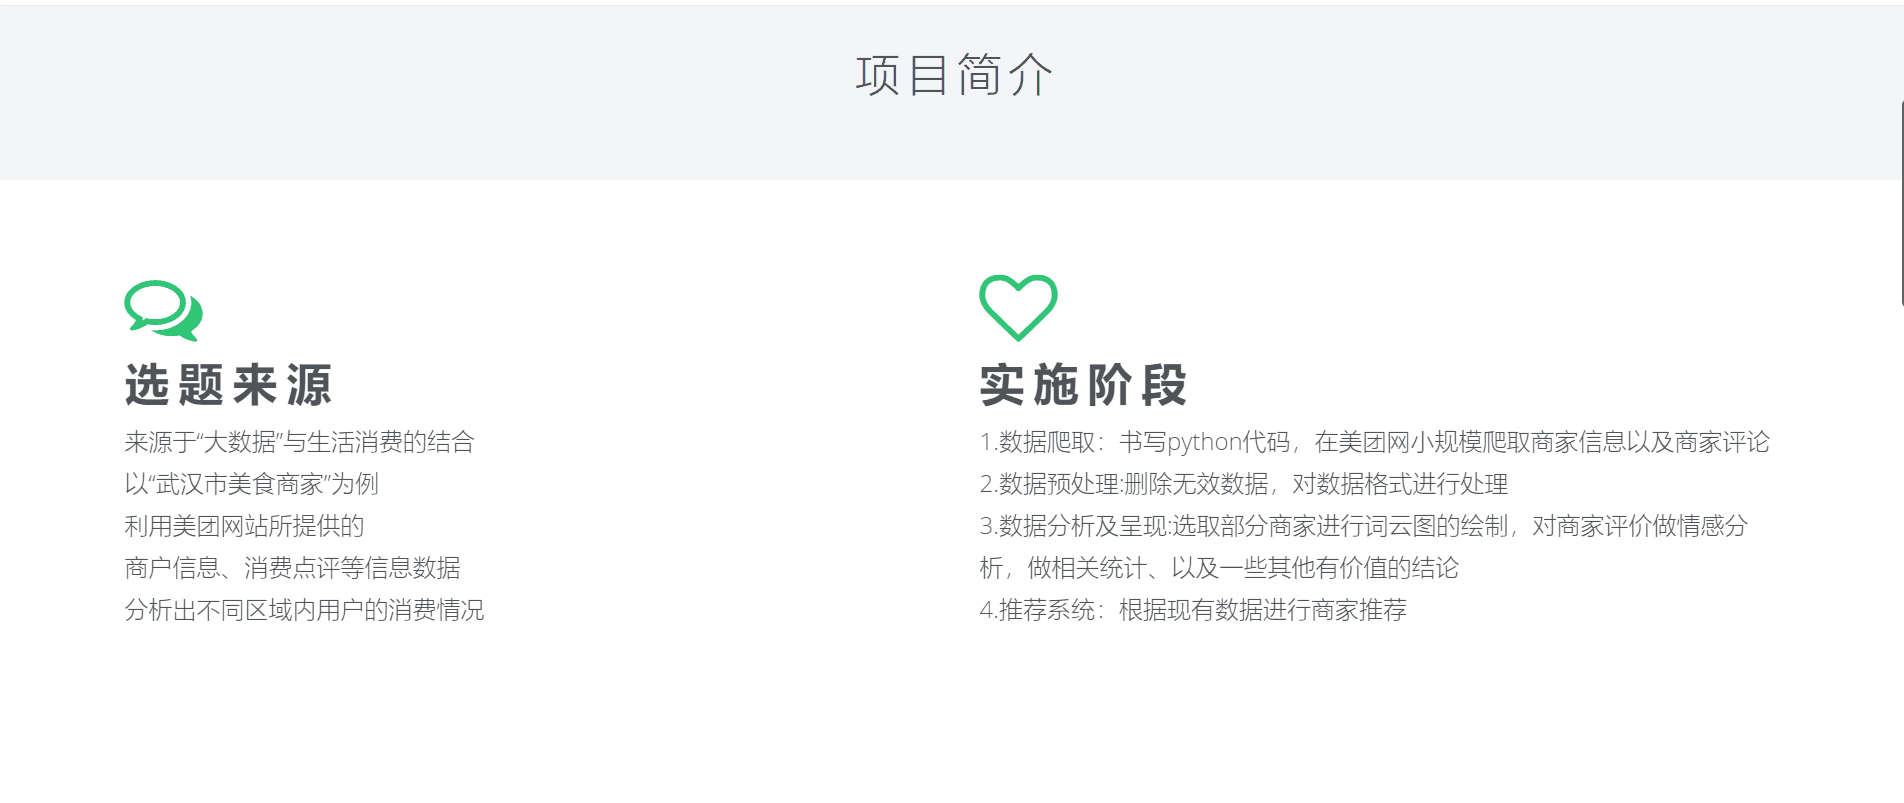 项目简介
选题来源
来源于“大数据”与生活消费的结合
以“武汉市美食商家”为例
利用美团网站所提供的
商户信息、消费点评等信息数据
分析出不同区域内用户的消费情况
实施阶段
1.数据爬取：书写python代码，在美团网小规模爬取商家信息以及商家评论
2.数据预处理:删除无效数据，对数据格式进行处理
3.数据分析及呈现:选取部分商家进行词云图的绘制，对商家评价做情感分
析，做相关统计、以及一些其他有价值的结论
4.推荐系统：根据现有数据进行商家推荐